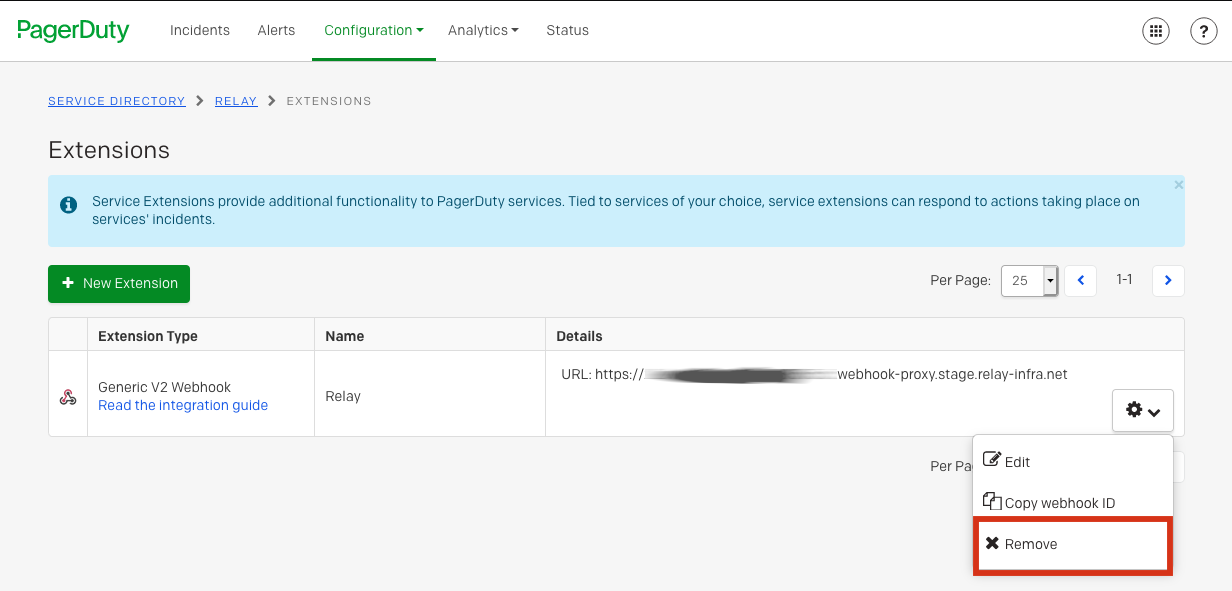 PagerDuty Incidents Alerts Configuration Analytics Status ?
SERVICE DIRECTORY > RELAY > EXTENSIONS
Extensions
Service Extensions provide additional functionality to PagerDuty services. Tied to services of your choice, service extensions can respond to actions taking place on
services' incidents.
+ New Extension
Per Page: 25 1-1
Extension Type Name Details
Generic V2 Webhook
Read the integration guide
Relay
URL: https:// webhook-proxy.stage.relay-infra.net
Per Pa
Edit
Copy webhook ID
Remove